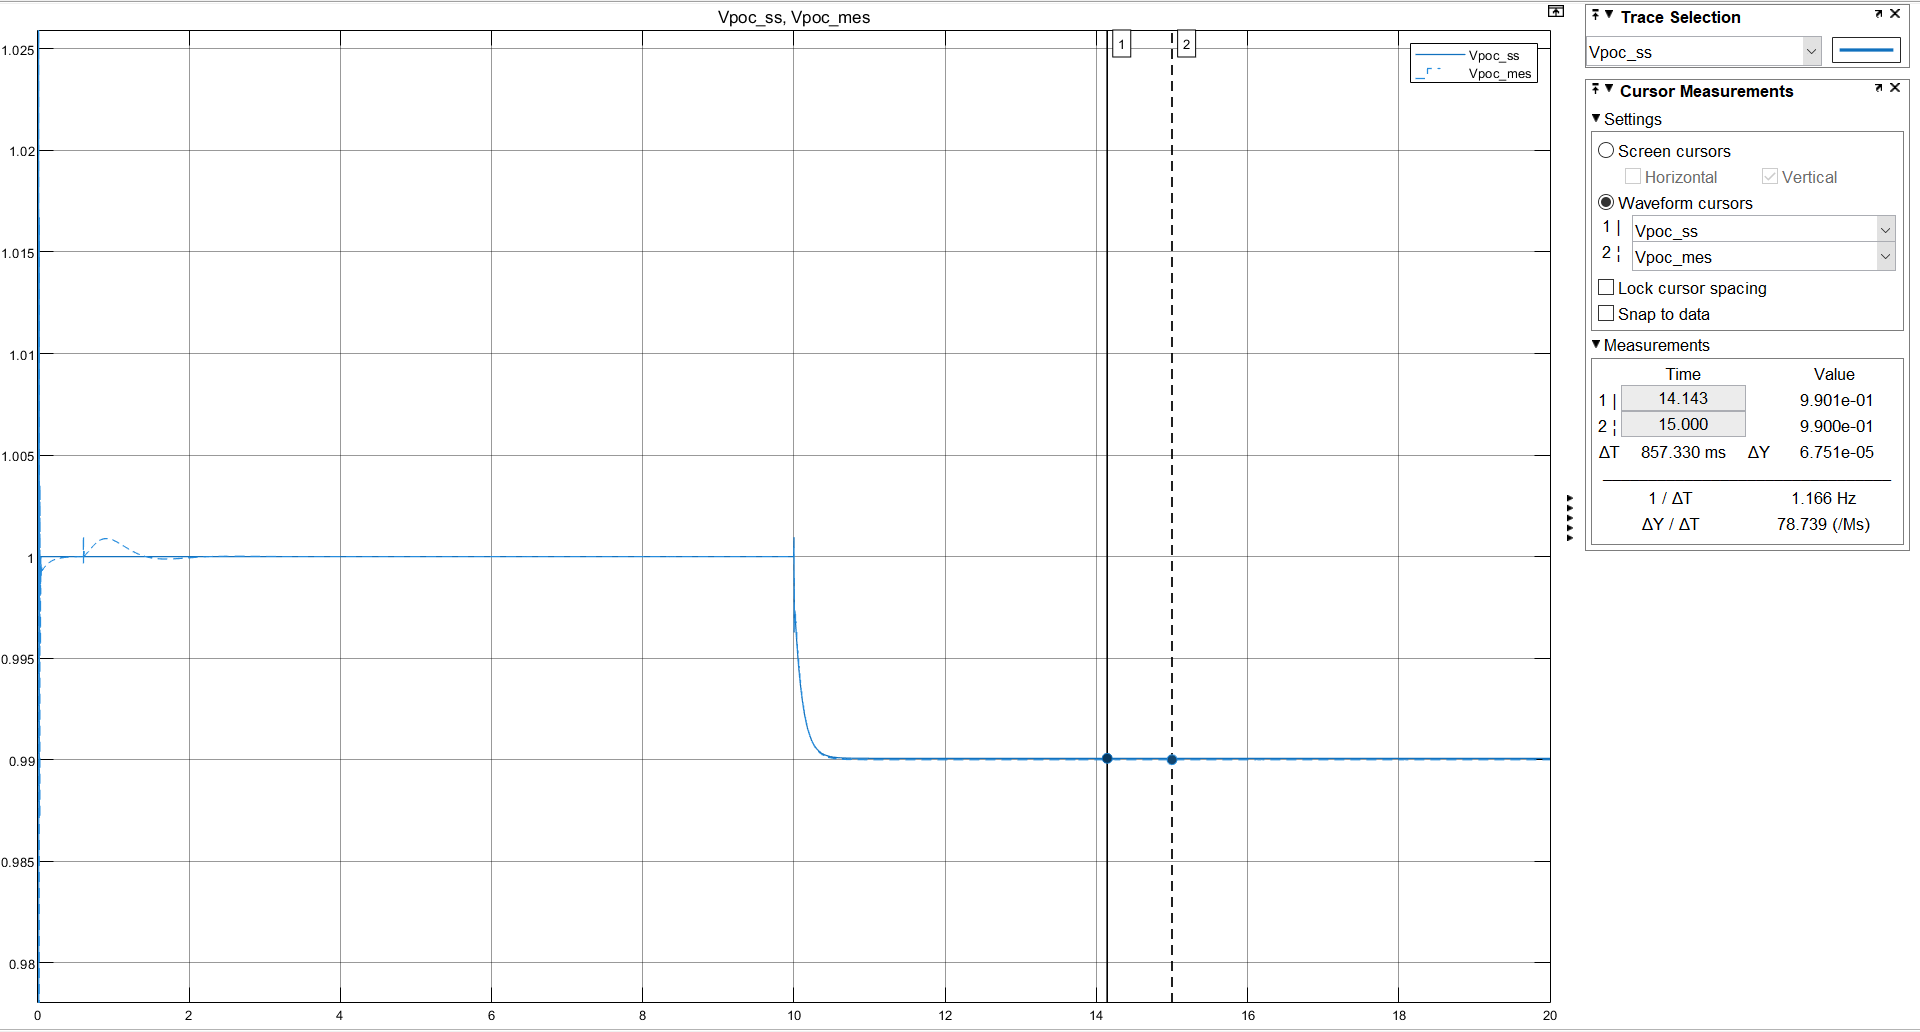 Vpoc_ss, Vpoc_mes
1.025
1.02
1.015
1.01
1.005
1
0.995
0.99
0.985
0.98
0 2 4 6 8 10 12 14 16 18 20
1 2
Vpoc_ss
Vpoc_mes
Trace Selection
Vpoc_ss
Cursor Measurements
Settings
Screen cursors
Horizontal Vertical
Waveform cursors
1 Vpoc_ss
2 Vpoc_mes
Lock cursor spacing
Snap to data
Measurements
Time Value
1 | 14.143 9.901e-01
2 ¦ 15.000 9.900e-01
ΔT 857.330 ms ΔY 6.751e-05
1 / ΔT 1.166 Hz
ΔY / ΔT 78.739 (/Ms)